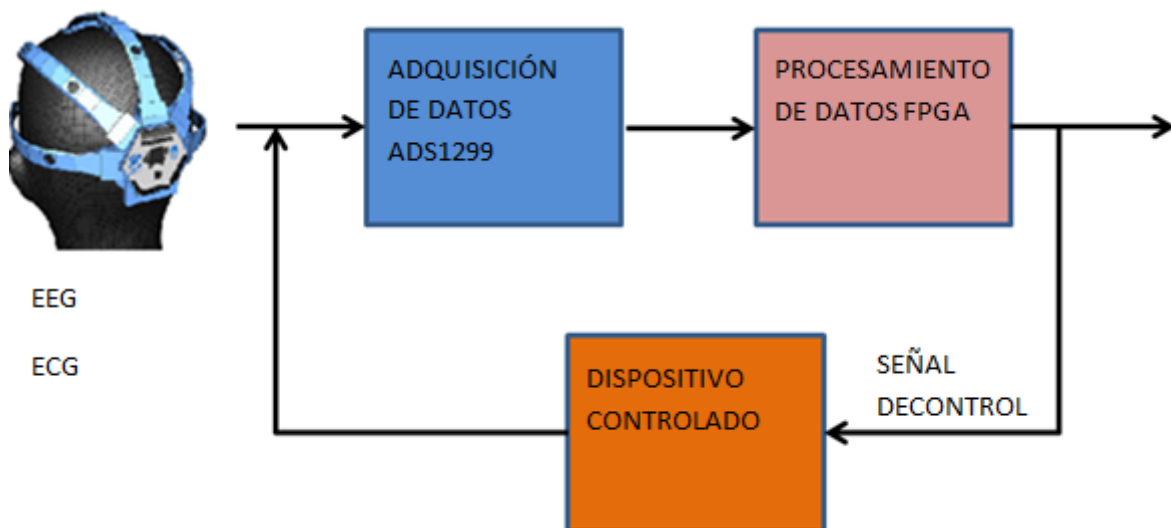 ADQUISICIÓN
DE DATOS
ADS1299
PROCESAMIENTO
DE DATOS FPGA
EEG
ECG
DISPOSITIVO
CONTROLADO
SEÑAL
DECONTROL